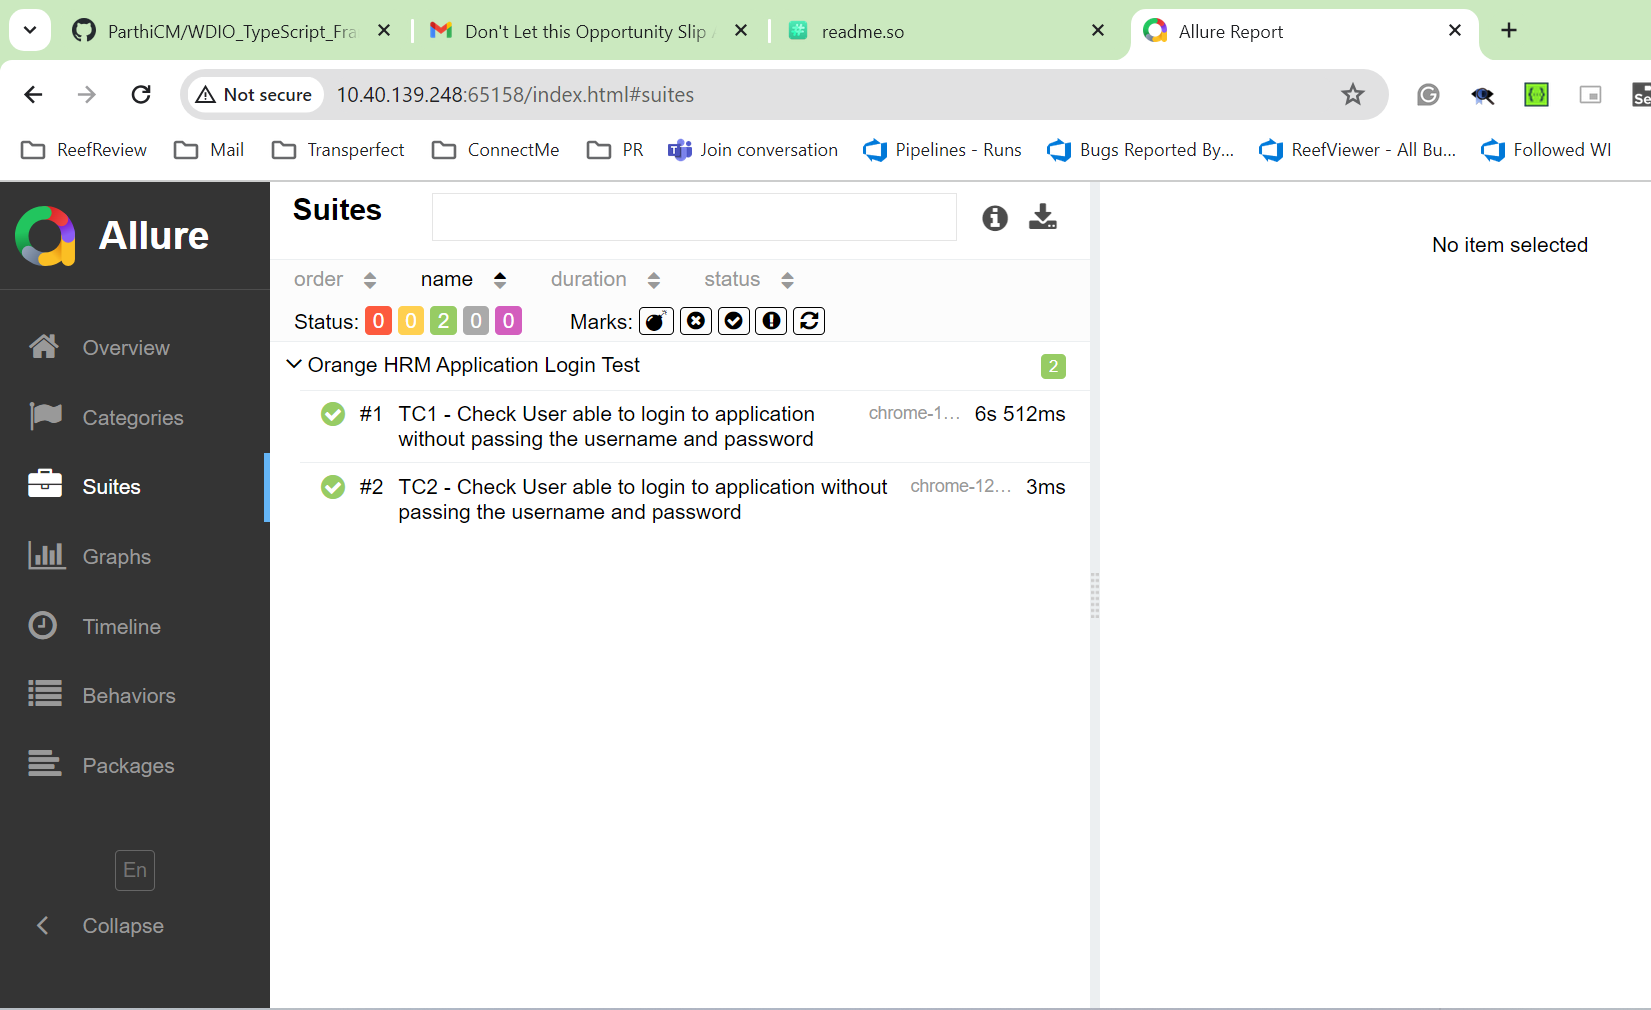 ParthiCM/WDIO_TypeScript_Fra
Don't Let this Opportunity Slip
readme.so
Allure Report
Not secure
10.40.139.248:65158/index.html#suites
ReefReview
Mail
Transperfect
ConnectMe
PR
Join conversation
Pipelines - Runs
Bugs Reported By...
ReefViewer - All Bu...
Followed WI
Allure
Overview
Categories
Suites
Graphs
Timeline
Behaviors
Packages
En
Collapse
Suites
order name duration status
Status: 0 0 2 0 0 Marks:
Orange HRM Application Login Test 2
#1 TC1 - Check User able to login to application chrome-1... 6s 512ms
without passing the username and password
#2 TC2 - Check User able to login to application without chrome-12... 3ms
passing the username and password
No item selected